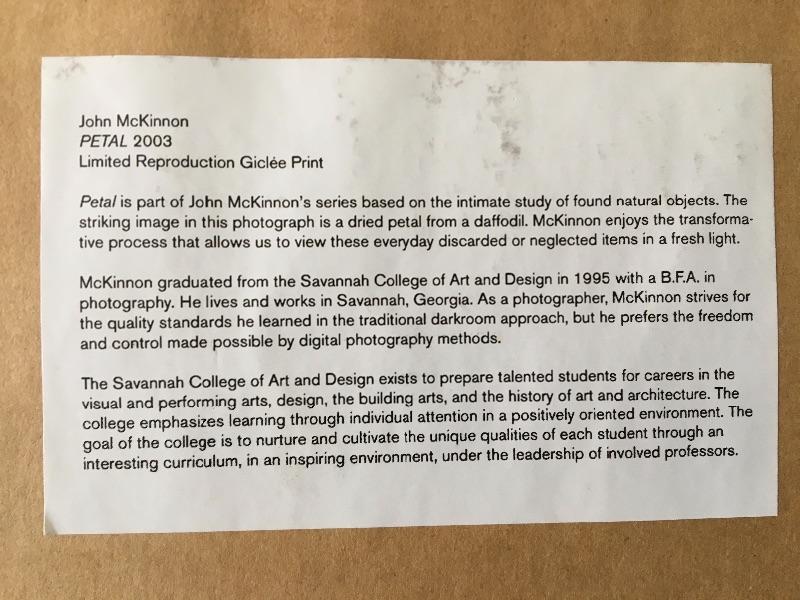 John McKinnon
PETAL 2003
Limited Reproduction Giclée Print
Petal is part of John McKinnon's series based on the intimate study of found natural objects. The
striking image in this photograph is a dried petal from a daffodil. McKinnon enjoys the transforma-
tive process that allows us to view these everyday discarded or neglected items in a fresh light.
McKinnon graduated from the Savannah College of Art and Design in 1995 with a B.F.A. in
photography. He lives and works in Savannah, Georgia. As a photographer, McKinnon strives for
the quality standards he learned in the traditional darkroom approach, but he prefers the freedom
and control made possible by digital photography methods.
The Savannah College of Art and Design exists to prepare talented students for careers in the
visual and performing arts, design, the building arts, and the history of art and architecture. The
college emphasizes learning through individual attention in a positively oriented environment. The
goal of the college is to nurture and cultivate the unique qualities of each student through an
interesting curriculum, in an inspiring environment, under the leadership of involved professors.